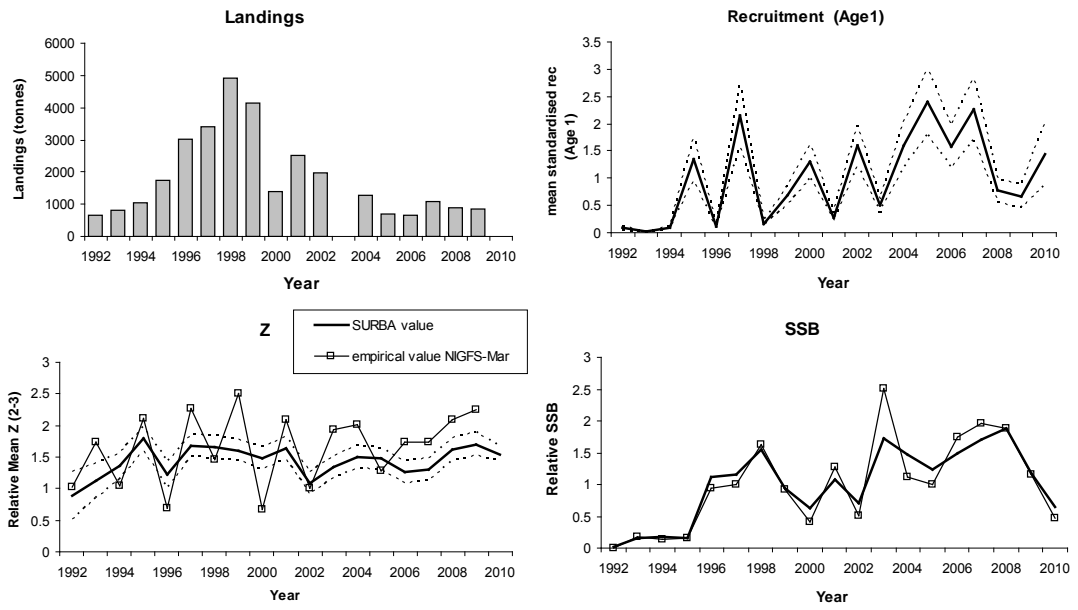 Landings
Landings (tonnes)
6000
5000
4000
3000
2000
1000
0
1992 1994 1996 1998 2000 2002 2004 2006 2008 2010
Year
Recruitment (Age1)
mean standardised rec
(Age 1)
3.5
3
2.5
2
1.5
1
0.5
0
1992 1994 1996 1998 2000 2002 2004 2006 2008 2010
Year
Z
SURBA value
empirical value NIGFS-Mar
Relative Mean Z (2-3)
3
2.5
2
1.5
1
0.5
0
1992 1994 1996 1998 2000 2002 2004 2006 2008 2010
Year
SSB
Relative SSB
3
2.5
2
1.5
1
0.5
0
1992 1994 1996 1998 2000 2002 2004 2006 2008 2010
Year